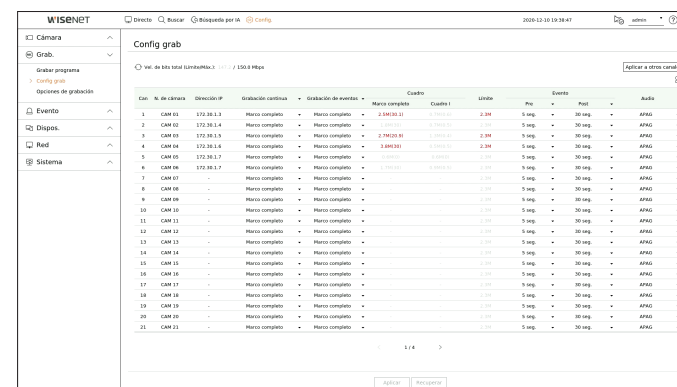 WISENET
Directo Buscar Búsqueda por IA Config. 2020-12-10 19:38:47 admin
Cámara
Grab.
Grabar programa
> Config grab
Opciones de grabación
Evento
Dispos.
Red
Sistema
Config grab
Vel. de bits total (Límite/Máx.): / 150.0 Mbps
Aplicar a otros canal
Can N. de cámara Dirección IP Grabación continua Grabación de eventos Cuadro Límite Evento Audio
Marco completo Cuadro I Pre Post
1 CAM 01 172.30.1.3 Marco completo Marco completo 2.5M(30.1) 2.3M 5 seg. 30 seg. APAG
2 CAM 02 172.30.1.4 Marco completo Marco completo 5 seg. 30 seg. APAG
3 CAM 03 172.30.1.5 Marco completo Marco completo 2.7M(20.9) 2.3M 5 seg. 30 seg. APAG
4 CAM 04 172.30.1.6 Marco completo Marco completo 3.8M(30) 2.3M 5 seg. 30 seg. APAG
5 CAM 05 172.30.1.7 Marco completo Marco completo 5 seg. 30 seg. APAG
6 CAM 06 172.30.1.7 Marco completo Marco completo 5 seg. 30 seg. APAG
7 CAM 07 - Marco completo Marco completo 5 seg. 30 seg. APAG
8 CAM 08 - Marco completo Marco completo 5 seg. 30 seg. APAG
9 CAM 09 - Marco completo Marco completo 5 seg. 30 seg. APAG
10 CAM 10 - Marco completo Marco completo 5 seg. 30 seg. APAG
11 CAM 11 - Marco completo Marco completo 5 seg. 30 seg. APAG
12 CAM 12 - Marco completo Marco completo 5 seg. 30 seg. APAG
13 CAM 13 - Marco completo Marco completo 5 seg. 30 seg. APAG
14 CAM 14 - Marco completo Marco completo 5 seg. 30 seg. APAG
15 CAM 15 - Marco completo Marco completo 5 seg. 30 seg. APAG
16 CAM 16 - Marco completo Marco completo 5 seg. 30 seg. APAG
17 CAM 17 - Marco completo Marco completo 5 seg. 30 seg. APAG
18 CAM 18 - Marco completo Marco completo 5 seg. 30 seg. APAG
19 CAM 19 - Marco completo Marco completo 5 seg. 30 seg. APAG
20 CAM 20 - Marco completo Marco completo 5 seg. 30 seg. APAG
21 CAM 21 - Marco completo Marco completo 5 seg. 30 seg. APAG
< 1 / 4 >
Aplicar Recuperar